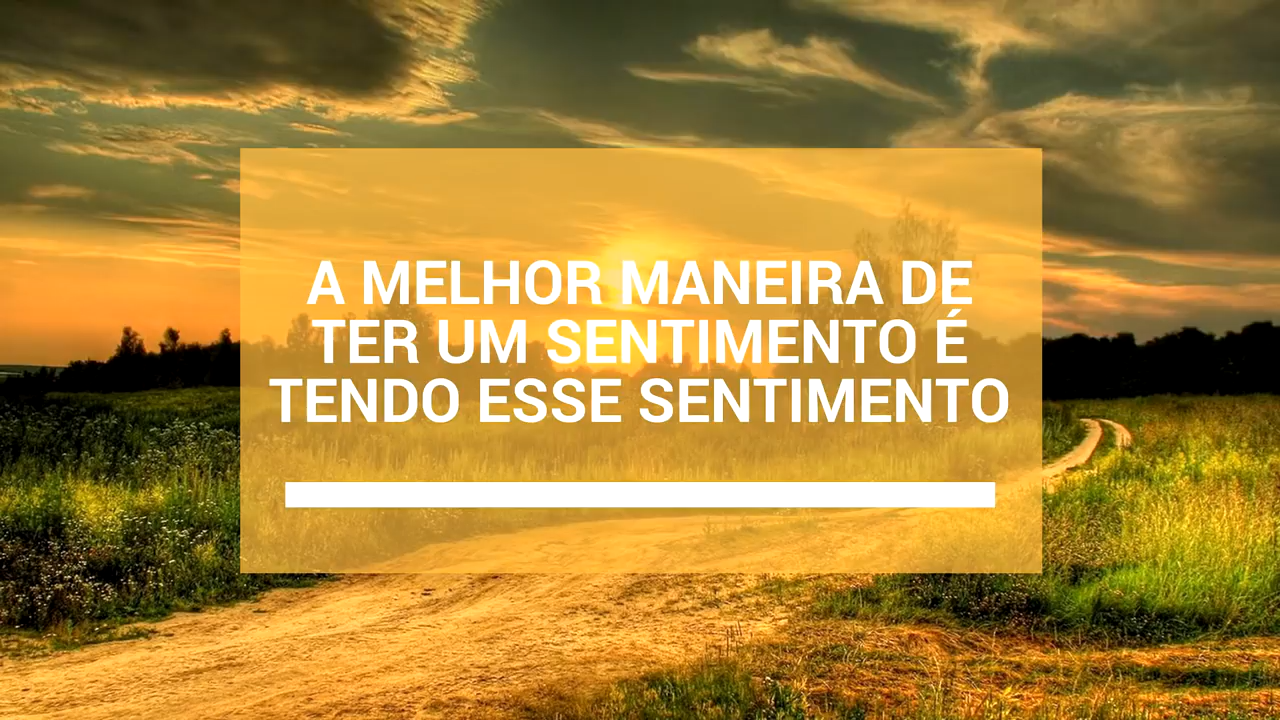 A MELHOR MANEIRA DE
TER UM SENTIMENTO É
TENDO ESSE SENTIMENTO